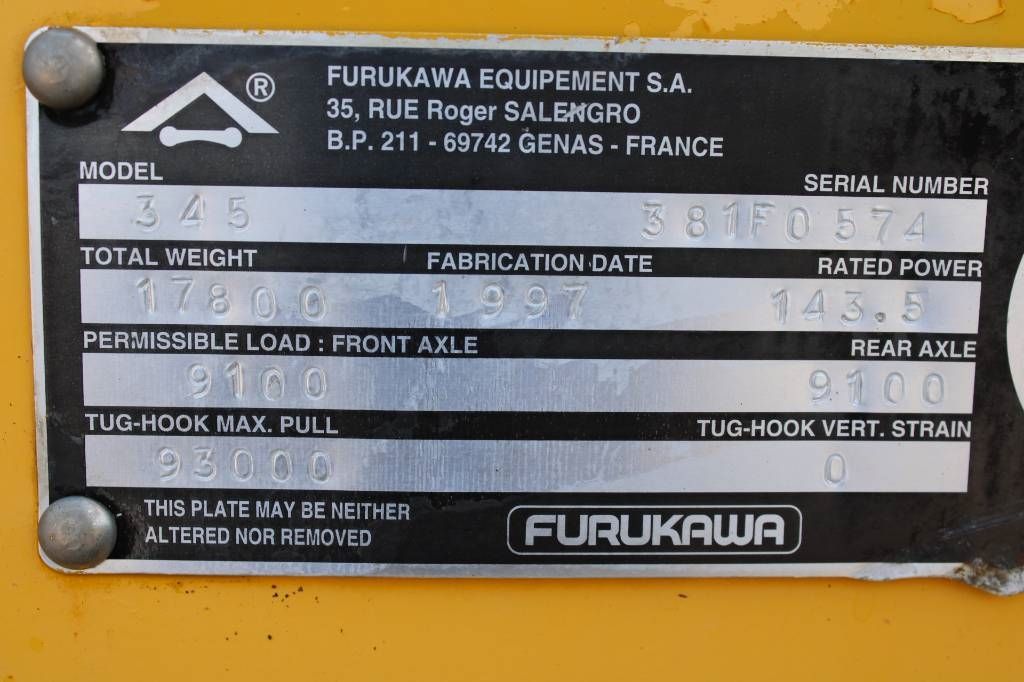 ®
FURUKAWA EQUIPEMENT S.A.
35, RUE Roger SALENGRO
B.P. 211 - 69742 GENAS - FRANCE
MODEL SERIAL NUMBER
345 381F0574
TOTAL WEIGHT FABRICATION DATE RATED POWER
17800 1997 143.5
PERMISSIBLE LOAD : FRONT AXLE REAR AXLE
9100 9100
TUG-HOOK MAX. PULL TUG-HOOK VERT. STRAIN
93000 0
THIS PLATE MAY BE NEITHER
ALTERED NOR REMOVED
FURUKAWA